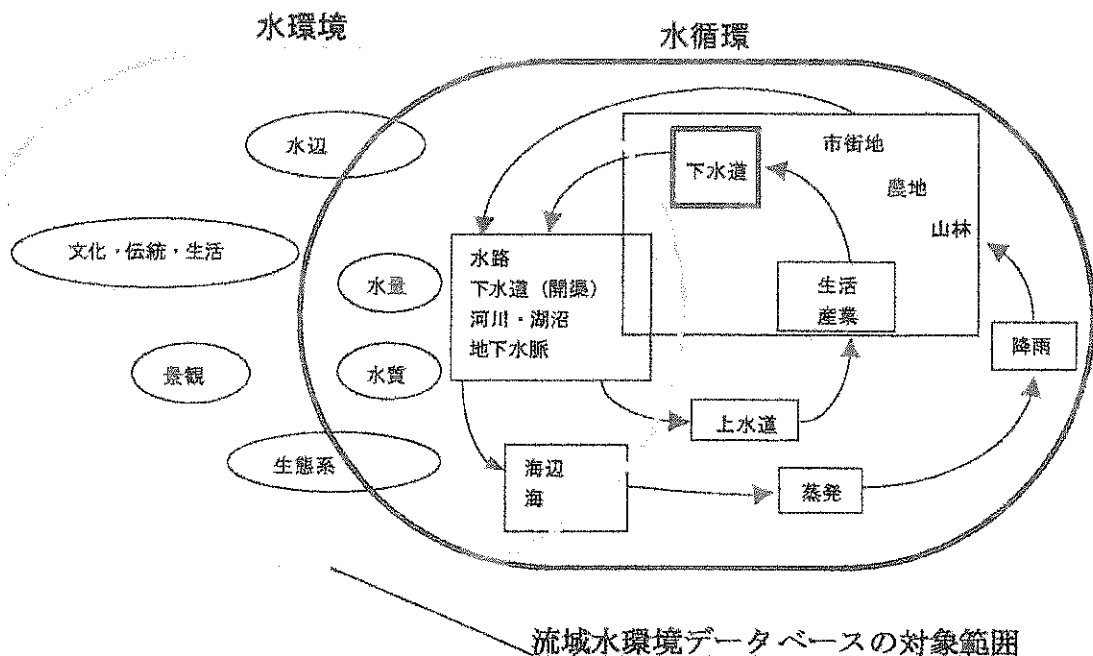 水環境
水循環
水辺
文化・伝統・生活
水量
水質
景観
生態系
下水道
市街地
農地
山林
水路
下水道（開渠）
河川・湖沼
地下水脈
生活
産業
降雨
上水道
海辺
海
蒸発
流域水環境データベースの対象範囲